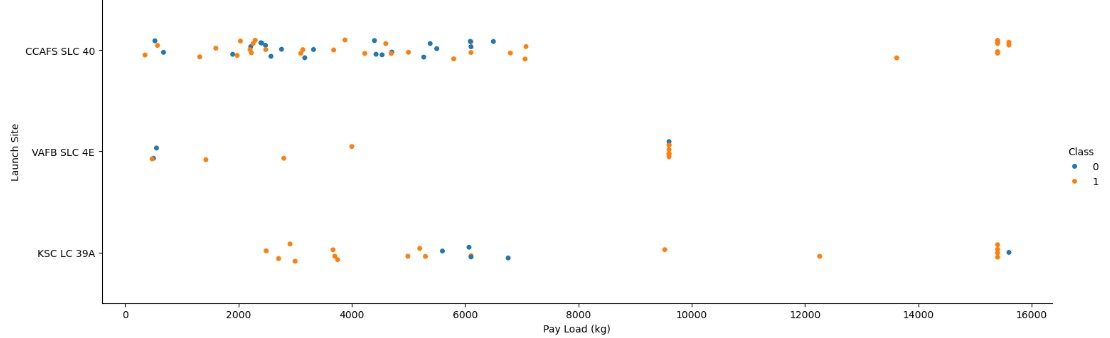 CCAFS SLC 40
VAFB SLC 4E
KSC LC 39A
Launch Site
0
2000
4000
6000
8000
10000
12000
14000
16000
Pay Load (kg)
Class
0
1